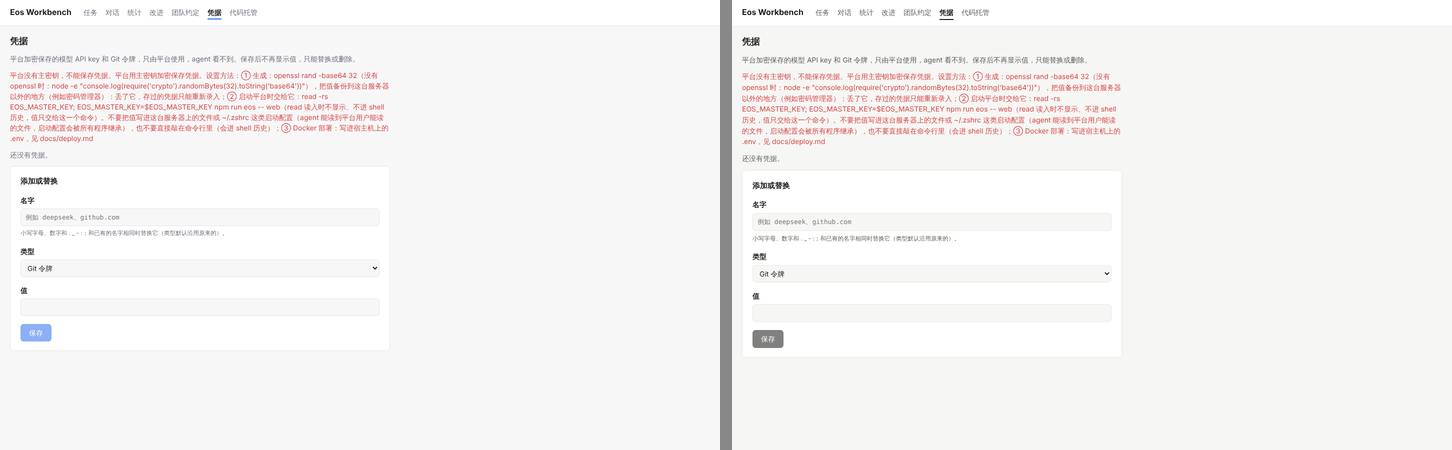 Eos Workbench 任务 对话 统计 改进 团队约定 凭据 代码托管
凭据
平台加密保存的模型 API key 和 Git 令牌，只由平台使用，agent 看不到。保存后不再显示值，只能替换或删除。
平台没有主密钥，不能保存凭据。平台用主密钥加密保存凭据。设置方法：① 生成：openssl rand -base64 32（没有
openssl 时：node -e "console.log(require('crypto').randomBytes(32).toString('base64'))"），把值备份到这台服务器
以外的地方（例如密码管理器）：丢了它，存过的凭据只能重新录入；② 启动平台时交给它：read -rs
EOS_MASTER_KEY; EOS_MASTER_KEY=$EOS_MASTER_KEY npm run eos -- web（read 读入时不显示、不进 shell
历史，值只交给这一个命令）。不要把值写进这台服务器上的文件或 ~/.zshrc 这类启动配置（agent 能读到平台用户能读
的文件，启动配置会被所有程序继承），也不要直接敲在命令行里（会进 shell 历史）；③ Docker 部署：写进宿主机上的
.env，见 docs/deploy.md
还没有凭据。
添加或替换
名字
例如 deepseek、github.com
小写字母、数字和 . _ - : ；和已有的名字相同时替换它（类型默认沿用原来的）。
类型
Git 令牌
值
保存
Eos Workbench 任务 对话 统计 改进 团队约定 凭据 代码托管
凭据
平台加密保存的模型 API key 和 Git 令牌，只由平台使用，agent 看不到。保存后不再显示值，只能替换或删除。
平台没有主密钥，不能保存凭据。平台用主密钥加密保存凭据。设置方法：① 生成：openssl rand -base64 32（没有
openssl 时：node -e "console.log(require('crypto').randomBytes(32).toString('base64'))"），把值备份到这台服务器
以外的地方（例如密码管理器）：丢了它，存过的凭据只能重新录入；② 启动平台时交给它：read -rs
EOS_MASTER_KEY; EOS_MASTER_KEY=$EOS_MASTER_KEY npm run eos -- web（read 读入时不显示、不进 shell
历史，值只交给这一个命令）。不要把值写进这台服务器上的文件或 ~/.zshrc 这类启动配置（agent 能读到平台用户能读
的文件，启动配置会被所有程序继承），也不要直接敲在命令行里（会进 shell 历史）；③ Docker 部署：写进宿主机上的
.env，见 docs/deploy.md
还没有凭据。
添加或替换
名字
例如 deepseek、github.com
小写字母、数字和 . _ - : ；和已有的名字相同时替换它（类型默认沿用原来的）。
类型
Git 令牌
值
保存